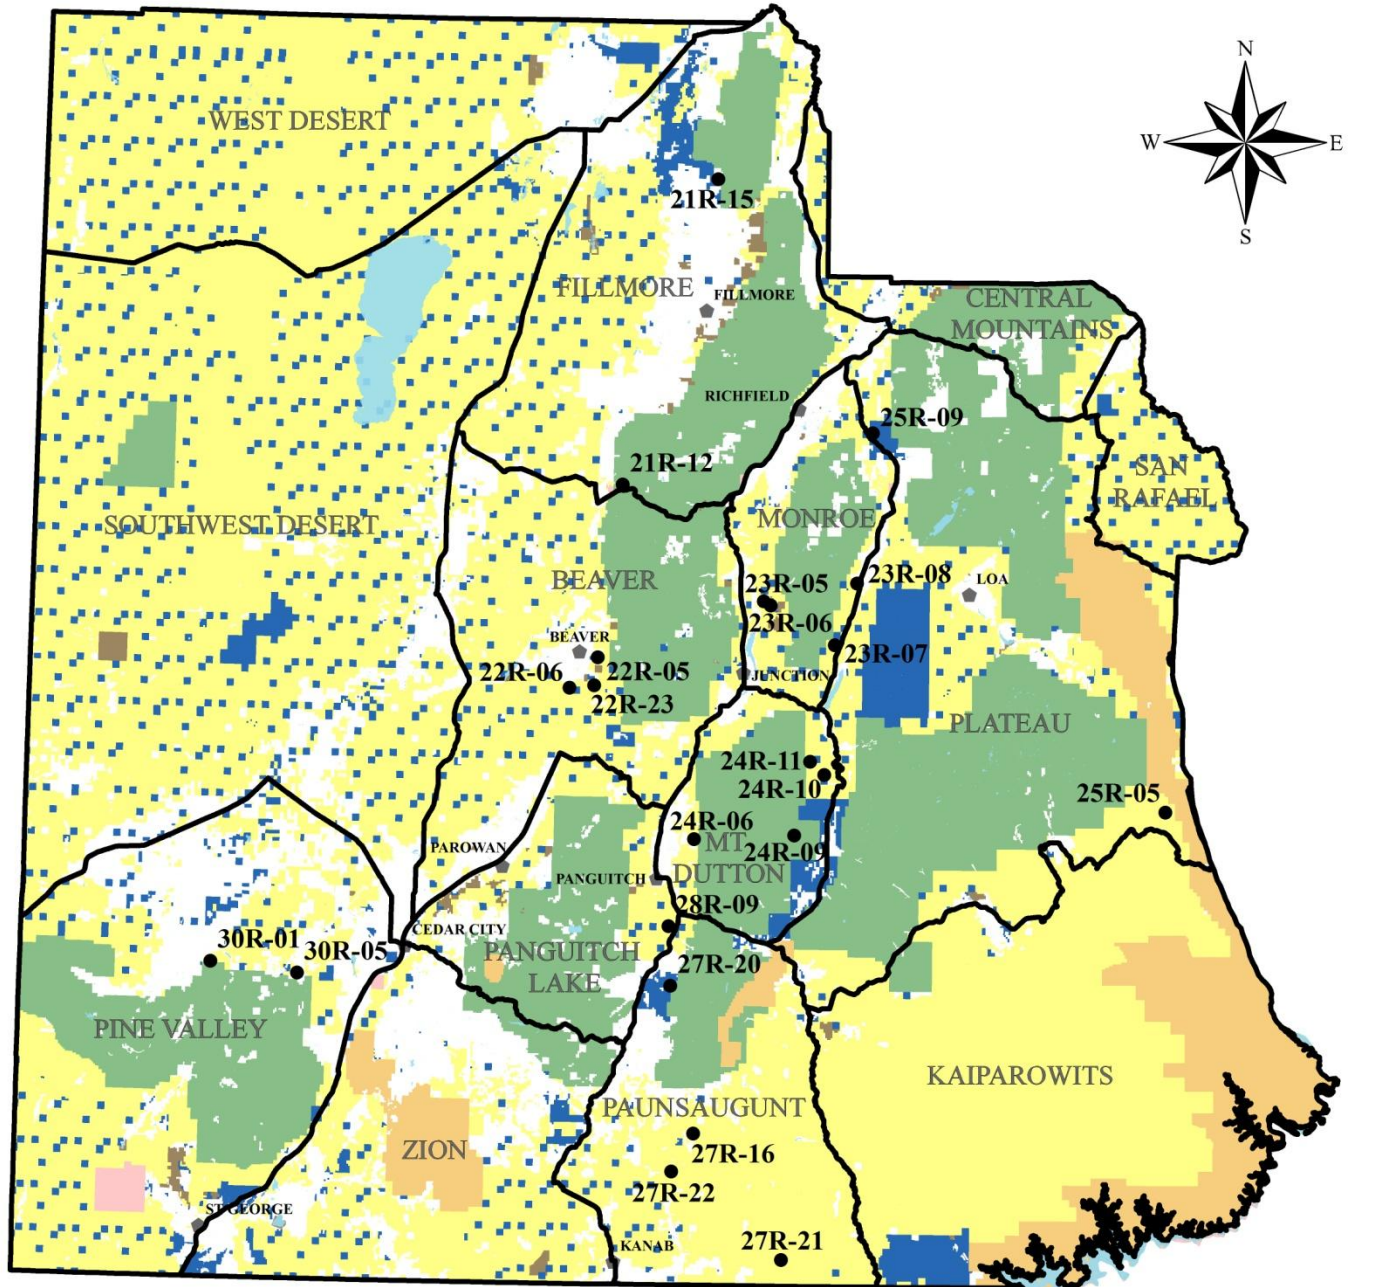 N
W
E
S
WEST DESERT
21R-15
FILLMORE
FILLMORE
CENTRAL
MOUNTAINS
RICHFIELD
25R-09
21R-12
SAN
RAFAEL
MONROE
SOUTHWEST DESERT
BEAVER
23R-05
23R-08
LOA
23R-06
BEAVER
23R-07
22R-06
22R-05
JUNCTION
22R-23
PLATEAU
24R-11
24R-10
25R-05
24R-06
PAROWAN
MT
DUTTON
24R-09
PANGUITCH
28R-09
CEDAR CITY
30R-01
30R-05
PANGUITCH
LAKE
27R-20
PINE VALLEY
KAIPAROWITS
PAUNSAUGUNT
ZION
27R-16
27R-22
ST GEORGE
KANAB
27R-21